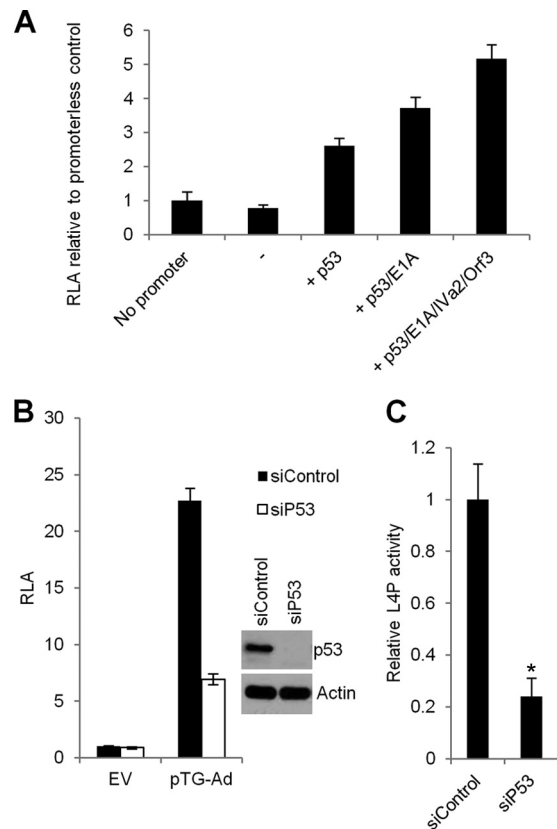 A
RLA relative to promoterless control
6
5
4
3
2
1
0
No promoter
-
+ p53
+ p53/E1A
+ p53/E1A/IVa2/Orf3
B
RLA
30
25
20
15
10
5
0
EV
pTG-Ad
siControl
siP53
siControl
siP53
p53
Actin
C
Relative L4P activity
1.2
1
0.8
0.6
0.4
0.2
0
*
siControl
siP53